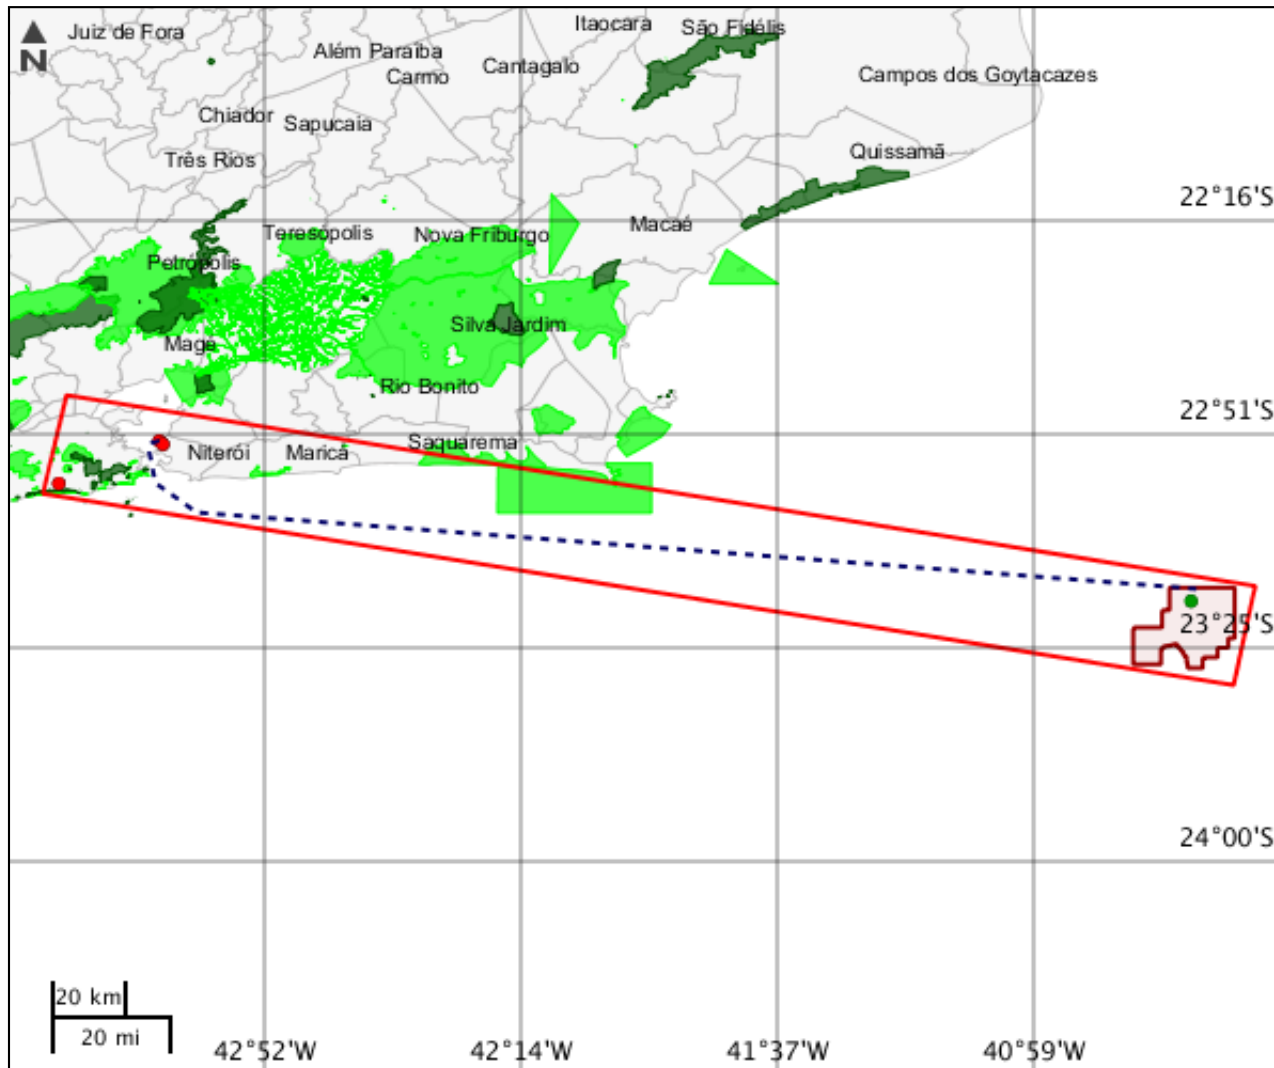 Itaocara
São Fidélis
Juiz de Fora
N
Além Paraíba
Cantagalo
Carmo
Campos dos Goytacazes
Chiador
Sapucaia
Três Rios
Quissamã
22°16'S
Teresópolis
Nova Friburgo
Macaé
Petrópolis
Silva Jardim
Magé
Rio Bonito
22°51'S
Niterói
Maricá
Saquarema
23°25'S
24°00'S
20 km
20 mi
42°52'W
42°14'W
41°37'W
40°59'W